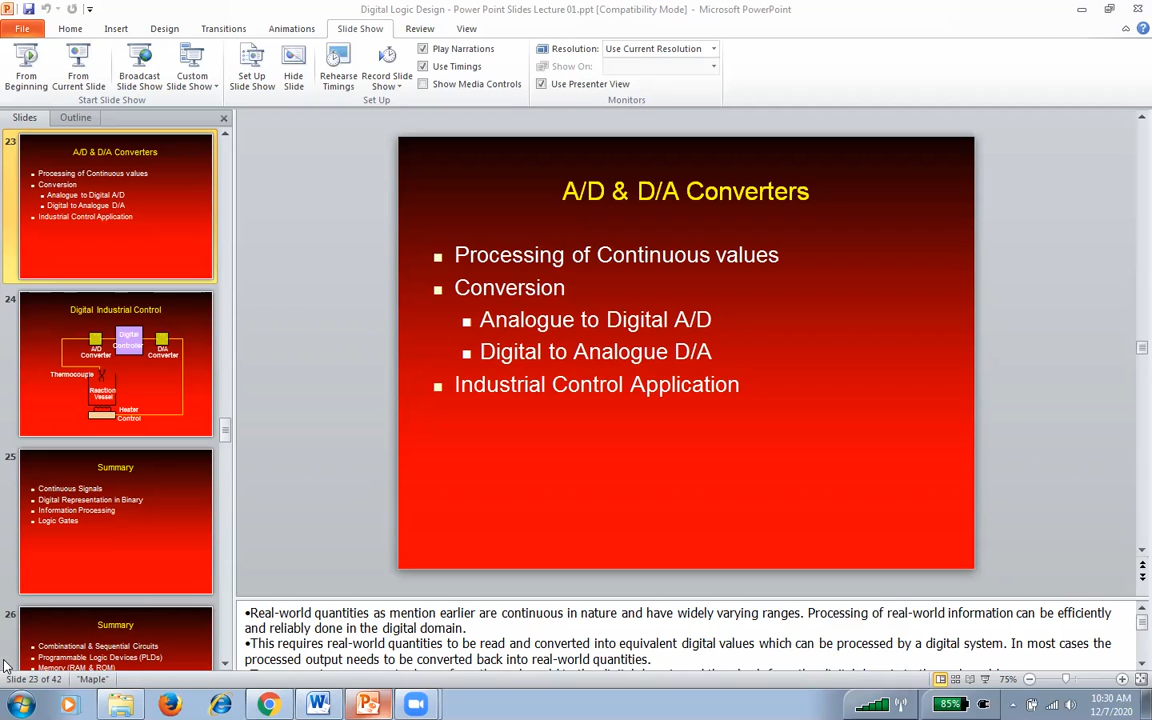 Digital Logic Design - Power Point Slides Lecture 01.ppt [Compatibility Mode] - Microsoft PowerPoint
File Home Insert Design Transitions Animations Slide Show Review View
From Beginning
From Current Slide
Broadcast Slide Show
Custom Slide Show
Start Slide Show
Set Up Slide Show
Hide Slide
Rehearse Timings
Record Slide Show
Play Narrations
Use Timings
Show Media Controls
Set Up
Resolution: Use Current Resolution
Show On:
Use Presenter View
Monitors
Slides Outline
23
A/D & D/A Converters
Processing of Continuous values
Conversion
Analogue to Digital A/D
Digital to Analogue D/A
Industrial Control Application
24
Digital Industrial Control
A/D Converter
Digital Controller
D/A Converter
Thermocouple
Reaction Vessel
Heater Control
25
Summary
Continuous Signals
Digital Representation in Binary
Information Processing
Logic Gates
26
Summary
Combinational & Sequential Circuits
Programmable Logic Devices (PLDs)
Memory (RAM & ROM)
A/D & D/A Converters
Processing of Continuous values
Conversion
Analogue to Digital A/D
Digital to Analogue D/A
Industrial Control Application
•Real-world quantities as mention earlier are continuous in nature and have widely varying ranges. Processing of real-world information can be efficiently
and reliably done in the digital domain.
•This requires real-world quantities to be read and converted into equivalent digital values which can be processed by a digital system. In most cases the
processed output needs to be converted back into real-world quantities.
Slide 23 of 42 "Maple" 75%
85% 10:30 AM
12/7/2020